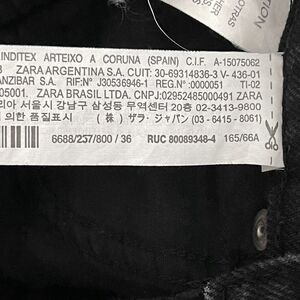 INDITEX ARTEIXO A CORUNA (SPAIN) C.I.F. A-15075062
ZARA ARGENTINA S.A. CUIT: 30-69314836-3 V-436-01
ANZIBAR S.A. RIF:N° J30536946-1 REG.N°:0000051 TI-02
05001. ZARA BRASIL LTDA. CNPJ:02952485000491 ZARA
리아 서울시 강남구 삼성동 무역센터 20층 02-3413-9800
의한 품질표시 (株) ザラ・ジャパン (03-6415-8061)
6688/257/800 / 36 RUC 80089348-4 165/66A